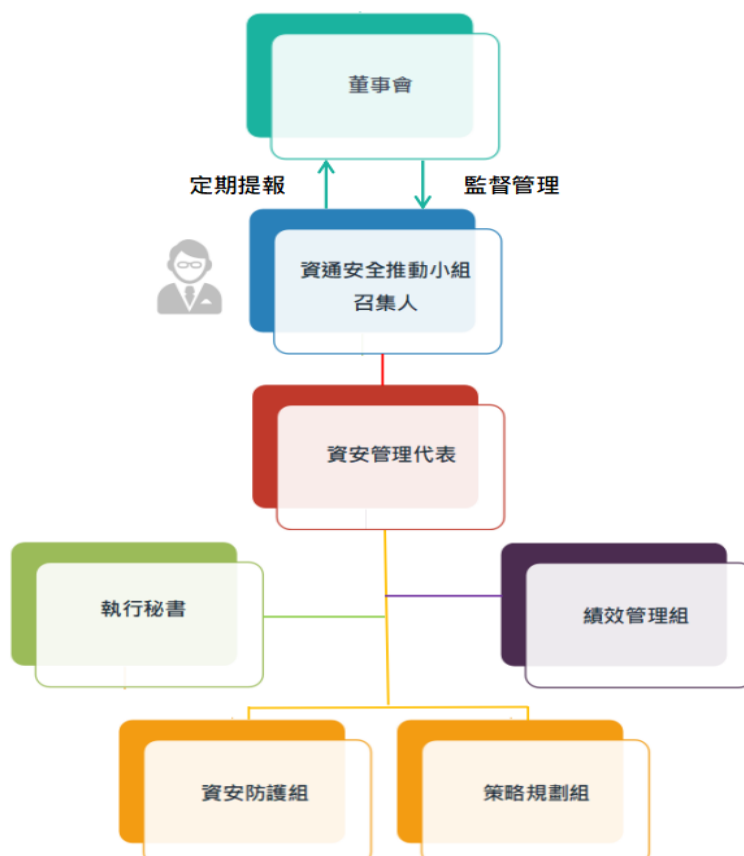 董事會
定期提報
監督管理
資通安全推動小組
召集人
資安管理代表
執行秘書
績效管理組
資安防護組
策略規劃組